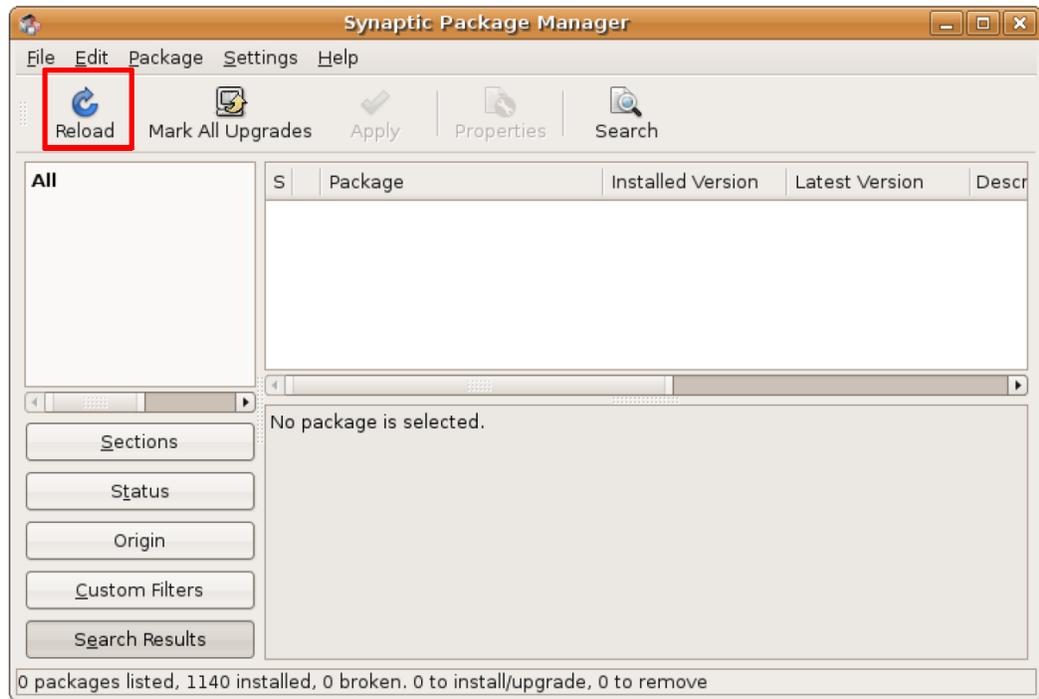 Synaptic Package Manager
File Edit Package Settings Help
Reload Mark All Upgrades Apply Properties Search
All
S Package Installed Version Latest Version Descr
No package is selected.
Sections
Status
Origin
Custom Filters
Search Results
0 packages listed, 1140 installed, 0 broken. 0 to install/upgrade, 0 to remove